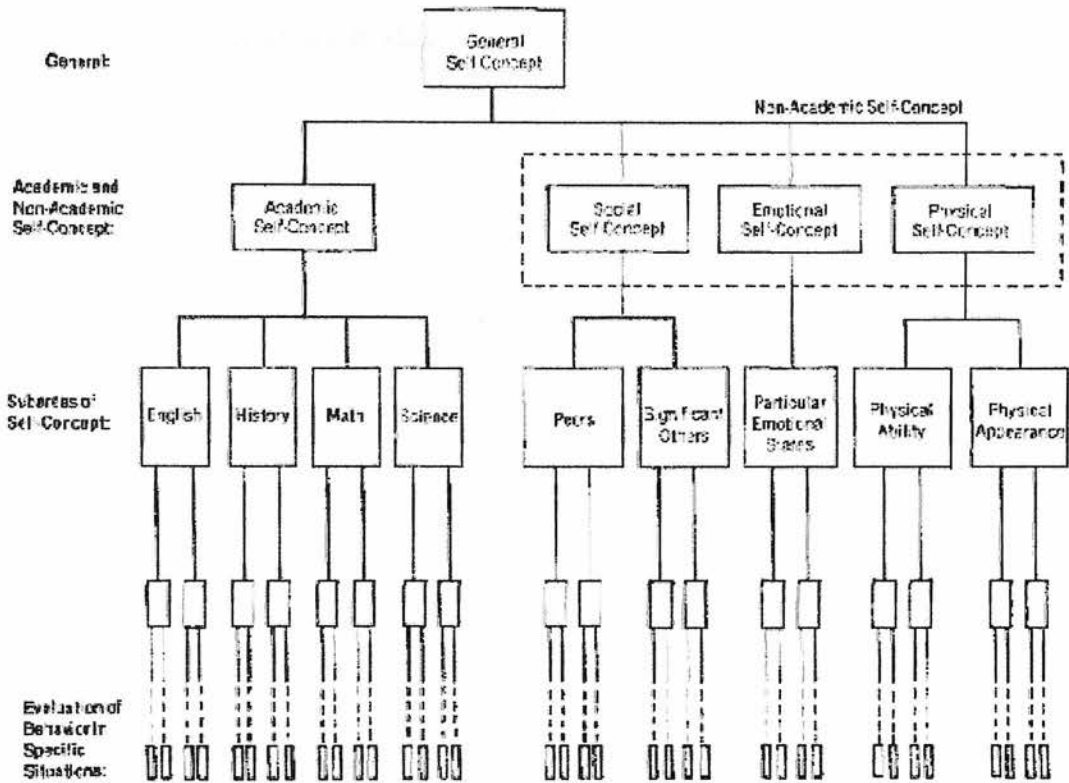 General
Self Concept
General:
Non-Academic Self-Concept
Academic and
Non-Academic
Self-Concept:
Academic
Self-Concept
Social
Self Concept
Emotional
Self-Concept
Physical
Self-Concept
Subareas of
Self-Concept:
English
History
Math
Science
Peers
Significant
Others
Particular
Emotional
States
Physical
Ability
Physical
Appearance
Evaluation of
Behavior in
Specific
Situations: